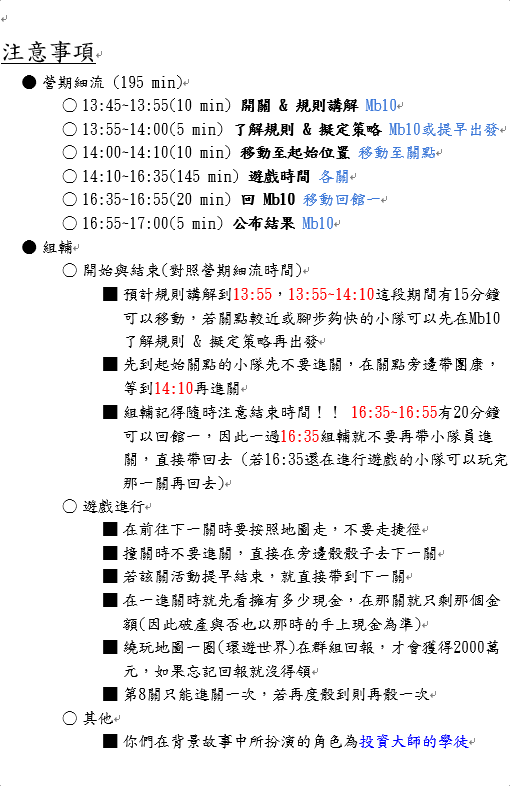 注意事項
● 營期細流 (195 min)
○ 13:45~13:55(10 min) 開關 & 規則講解 Mb10
○ 13:55~14:00(5 min) 了解規則 & 擬定策略 Mb10或提早出發
○ 14:00~14:10(10 min) 移動至起始位置 移動至關點
○ 14:10~16:35(145 min) 遊戲時間 各關
○ 16:35~16:55(20 min) 回 Mb10 移動回館一
○ 16:55~17:00(5 min) 公布結果 Mb10
● 組輔
○ 開始與結束(對照營期細流時間)
■ 預計規則講解到13:55，13:55~14:10這段期間有15分鐘
可以移動，若關點較近或腳步夠快的小隊可以先在Mb10
了解規則 & 擬定策略再出發
■ 先到起始關點的小隊先不要進關，在關點旁邊帶團康，
等到14:10再進關
■ 組輔記得隨時注意結束時間！！ 16:35~16:55有20分鐘
可以回館一，因此一過16:35組輔就不要再帶小隊員進
關，直接帶回去 (若16:35還在進行遊戲的小隊可以玩完
那一關再回去)
○ 遊戲進行
■ 在前往下一關時要按照地圖走，不要走捷徑
■ 撞關時不要進關，直接在旁邊骰骰子去下一關
■ 若該關活動提早結束，就直接帶到下一關
■ 在一進關時就先看擁有多少現金，在那關就只剩那個金
額(因此破產與否也以那時的手上現金為準)
■ 繞玩地圖一圈(環遊世界)在群組回報，才會獲得2000萬
元，如果忘記回報就沒得領
■ 第8關只能進關一次，若再度骰到則再骰一次
○ 其他
■ 你們在背景故事中所扮演的角色為投資大師的學徒